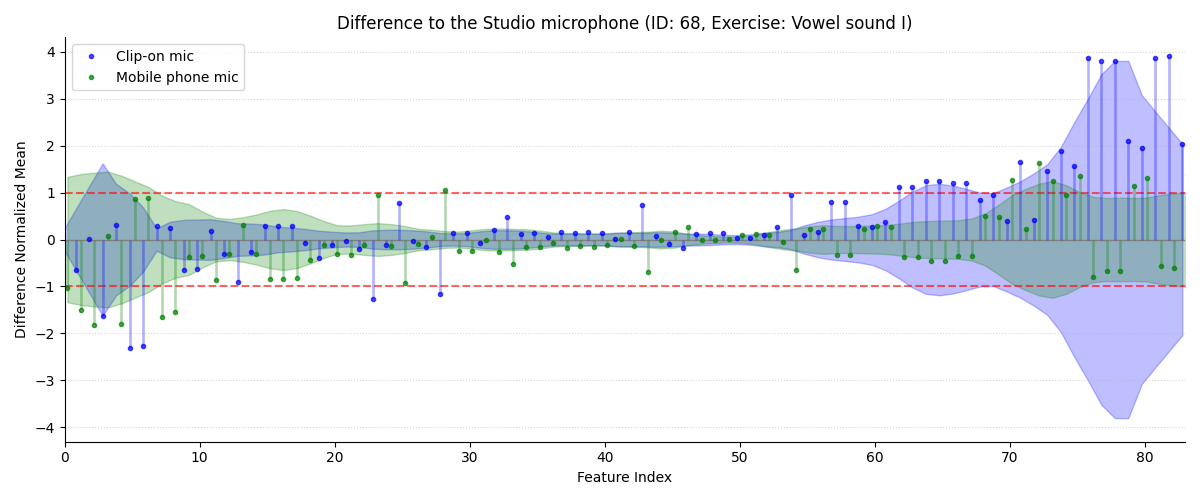 Difference to the Studio microphone (ID: 68, Exercise: Vowel sound I)
Clip-on mic
Mobile phone mic
Difference Normalized Mean
4
3
2
1
0
−1
−2
−3
−4
0 10 20 30 40 50 60 70 80
Feature Index